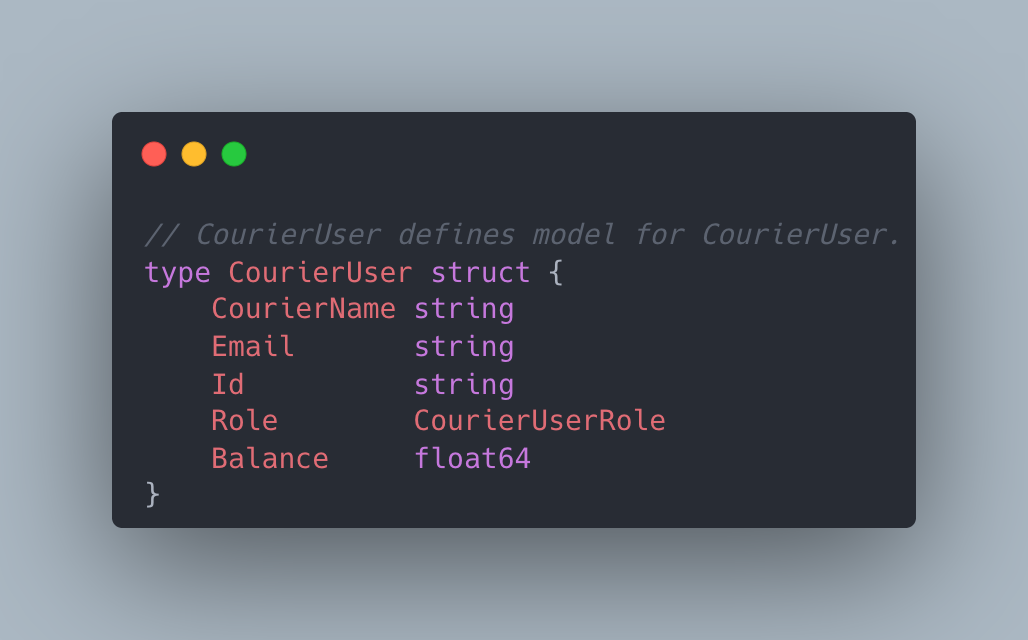 // CourierUser defines model for CourierUser.
type CourierUser struct {
    CourierName string
    Email       string
    Id          string
    Role        CourierUserRole
    Balance     float64
}